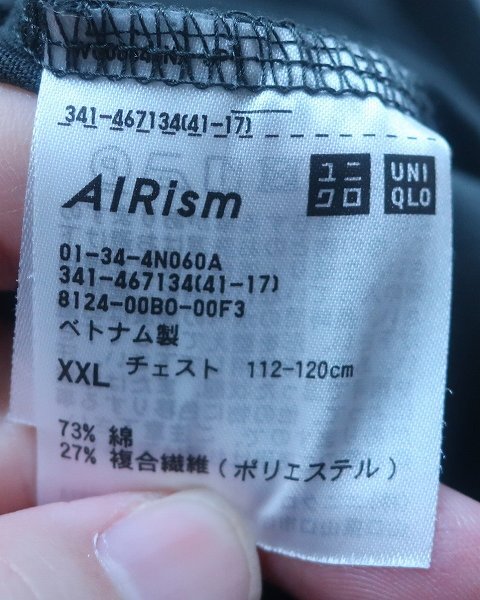 341-467134(41-17)
AIRism
ユニクロ
UNIQLO
01-34-4N060A
341-467134(41-17)
8124-00B0-00F3
ベトナム製
XXL チェスト 112-120cm
73% 綿
27% 複合繊維(ポリエステル)